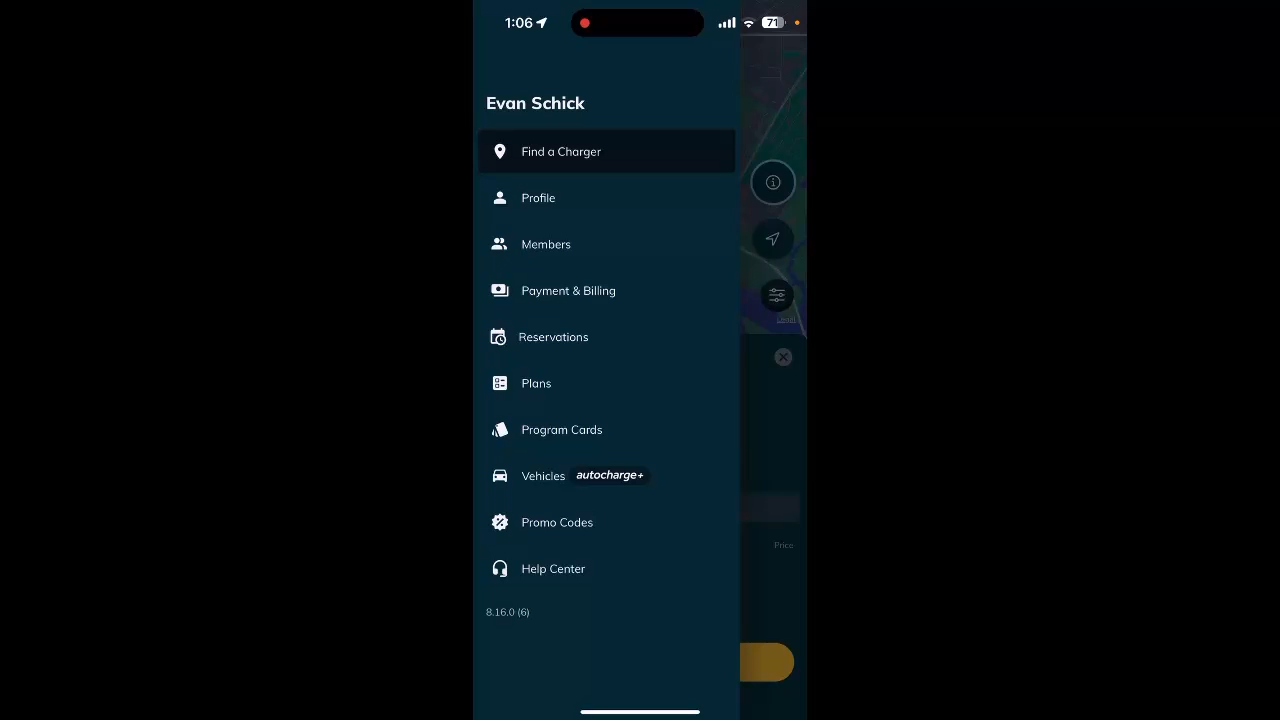 1:06
71
Evan Schick
Find a Charger
Profile
Members
Payment & Billing
Reservations
Plans
Program Cards
Vehicles autocharge+
Promo Codes
Help Center
8.16.0 (6)
Legal
Price